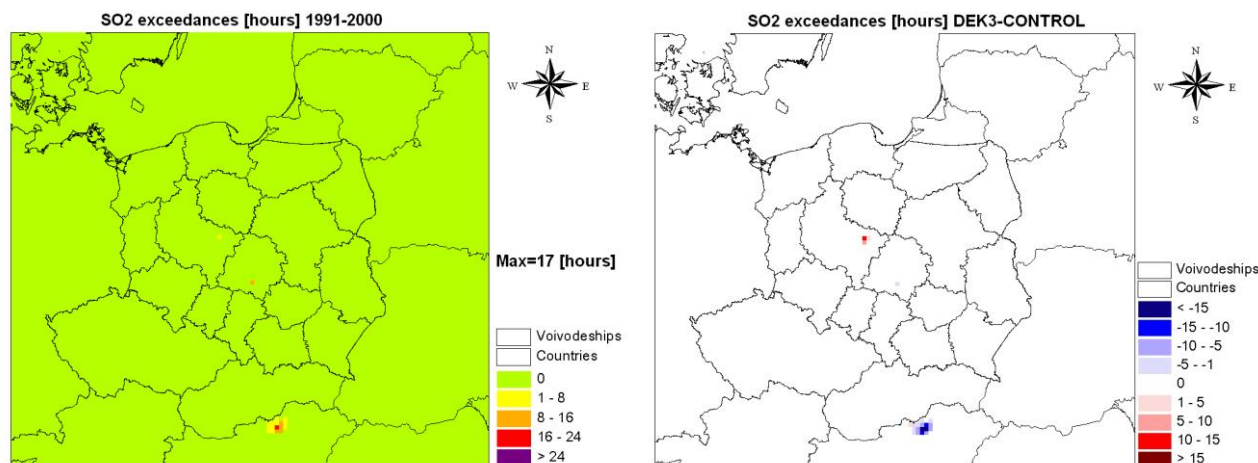 SO2 exceedances [hours] 1991-2000
N
W E
S
Max=17 [hours]
Voivodeships
Countries
0
1 - 8
8 - 16
16 - 24
> 24
SO2 exceedances [hours] DEK3-CONTROL
N
W E
S
Voivodeships
Countries
< -15
-15 - -10
-10 - -5
-5 - -1
0
1 - 5
5 - 10
10 - 15
> 15